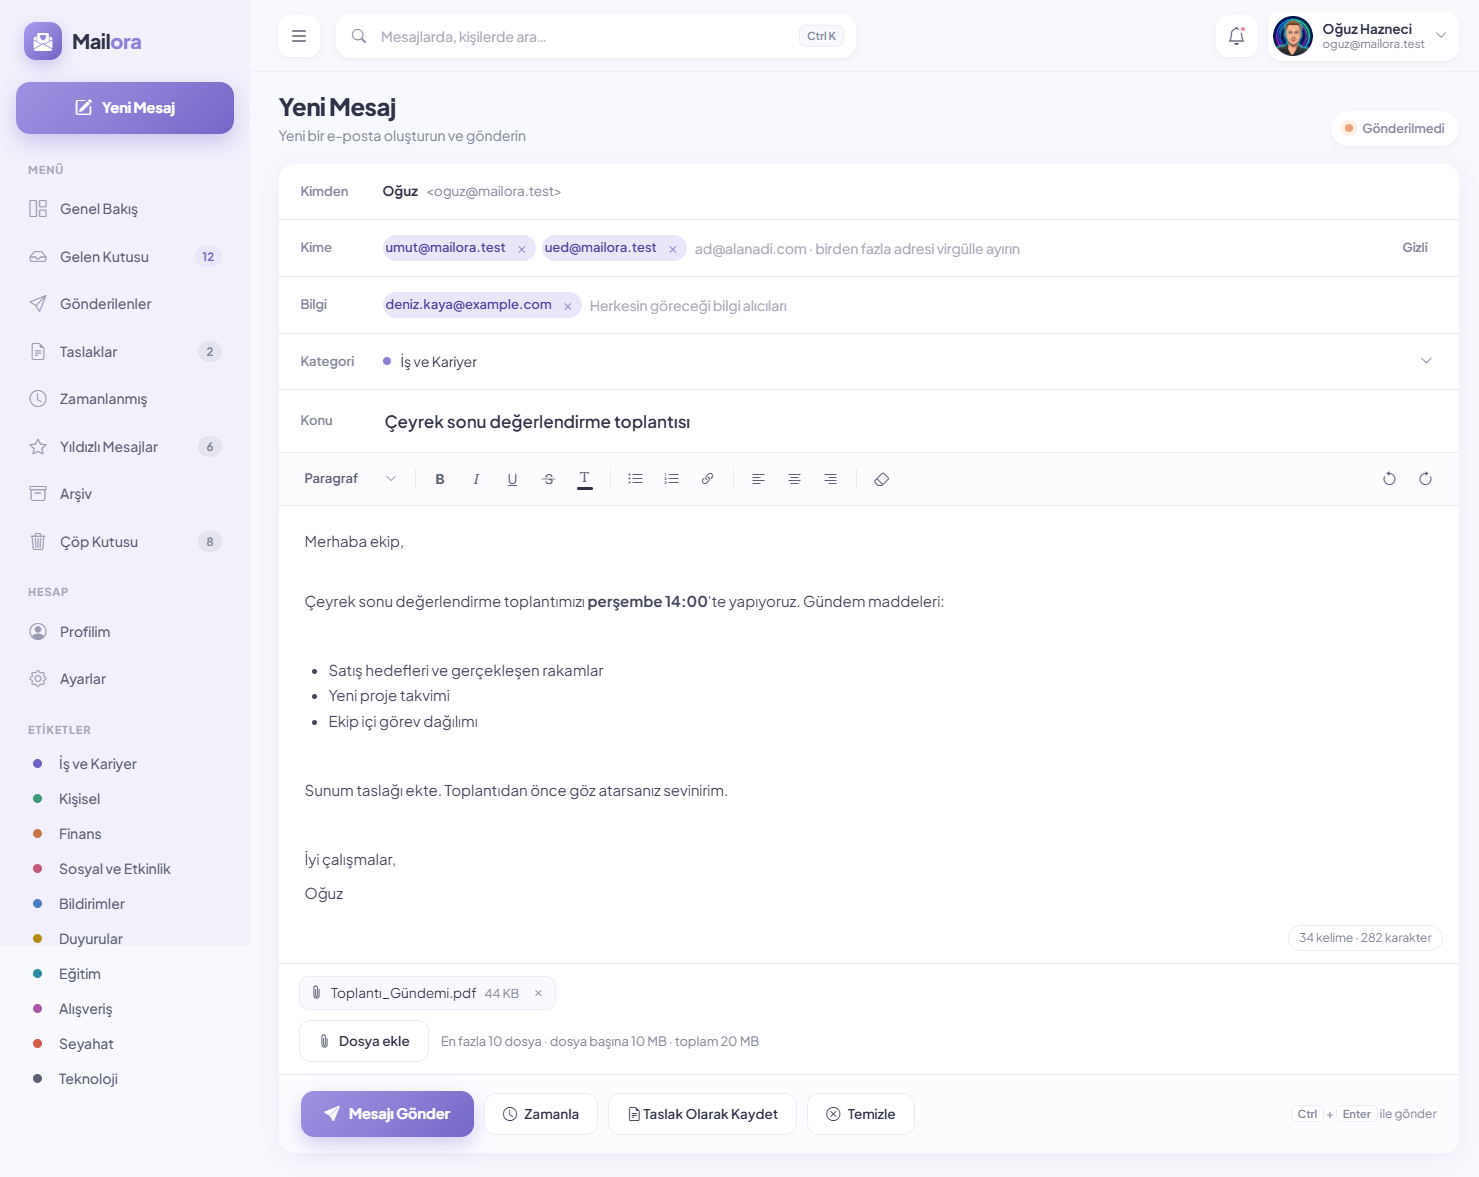 Mailora
Yeni Mesaj
MENÜ
Genel Bakış
Gelen Kutusu 12
Gönderilenler
Taslaklar 2
Zamanlanmış
Yıldızlı Mesajlar 6
Arşiv
Çöp Kutusu 8
HESAP
Profilim
Ayarlar
ETİKETLER
İş ve Kariyer
Kişisel
Finans
Sosyal ve Etkinlik
Bildirimler
Duyurular
Eğitim
Alışveriş
Seyahat
Teknoloji
Mesajlarda, kişilerde ara... Ctrl K
Oğuz Hazneci
oguz@mailora.test
Yeni Mesaj
Yeni bir e-posta oluşturun ve gönderin
Gönderilmedi
Kimden Oğuz <oguz@mailora.test>
Kime umut@mailora.test × ued@mailora.test × ad@alanadi.com · birden fazla adresi virgülle ayırın Gizli
Bilgi deniz.kaya@example.com × Herkesin göreceği bilgi alıcıları
Kategori İş ve Kariyer
Konu Çeyrek sonu değerlendirme toplantısı
Paragraf B I U S T
Merhaba ekip,
Çeyrek sonu değerlendirme toplantımızı perşembe 14:00'te yapıyoruz. Gündem maddeleri:
• Satış hedefleri ve gerçekleşen rakamlar
• Yeni proje takvimi
• Ekip içi görev dağılımı
Sunum taslağı ekte. Toplantıdan önce göz atarsanız sevinirim.
İyi çalışmalar,
Oğuz
34 kelime · 282 karakter
Toplantı_Gündemi.pdf 44 KB ×
Dosya ekle En fazla 10 dosya · dosya başına 10 MB · toplam 20 MB
Mesajı Gönder Zamanla Taslak Olarak Kaydet Temizle Ctrl + Enter ile gönder